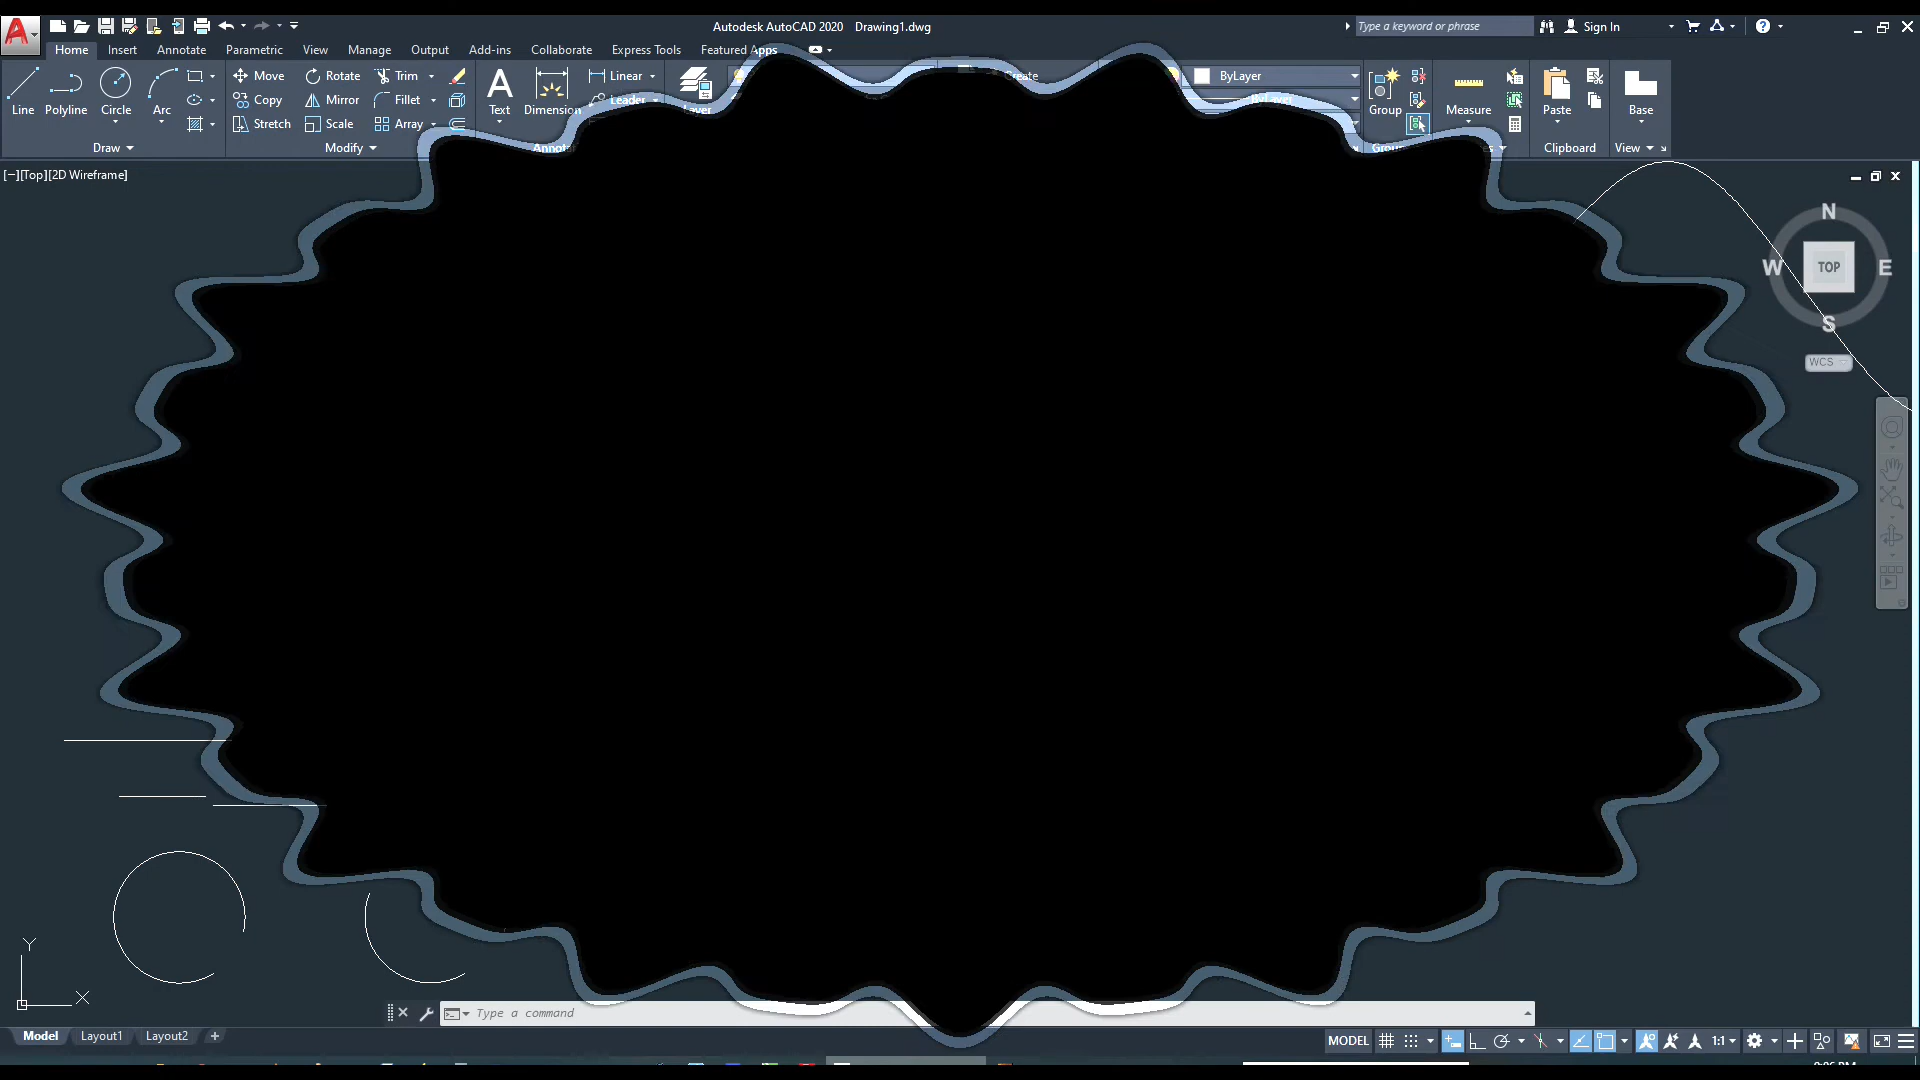 Autodesk AutoCAD 2020 Drawing1.dwg
Type a keyword or phrase
Sign In
Home Insert Annotate Parametric View Manage Output Add-ins Collaborate Express Tools Featured Apps
Line Polyline Circle Arc
Move Rotate Trim
Copy Mirror Fillet
Stretch Scale Array
Text Dimension
Linear
Leader
Layer
Create
ByLayer
ByLayer
Group
Measure
Paste
Base
Draw
Modify
Clipboard
View
[−][Top][2D Wireframe]
N
W TOP E
S
WCS
Y
X
Type a command
Model Layout1 Layout2 +
MODEL
1:1